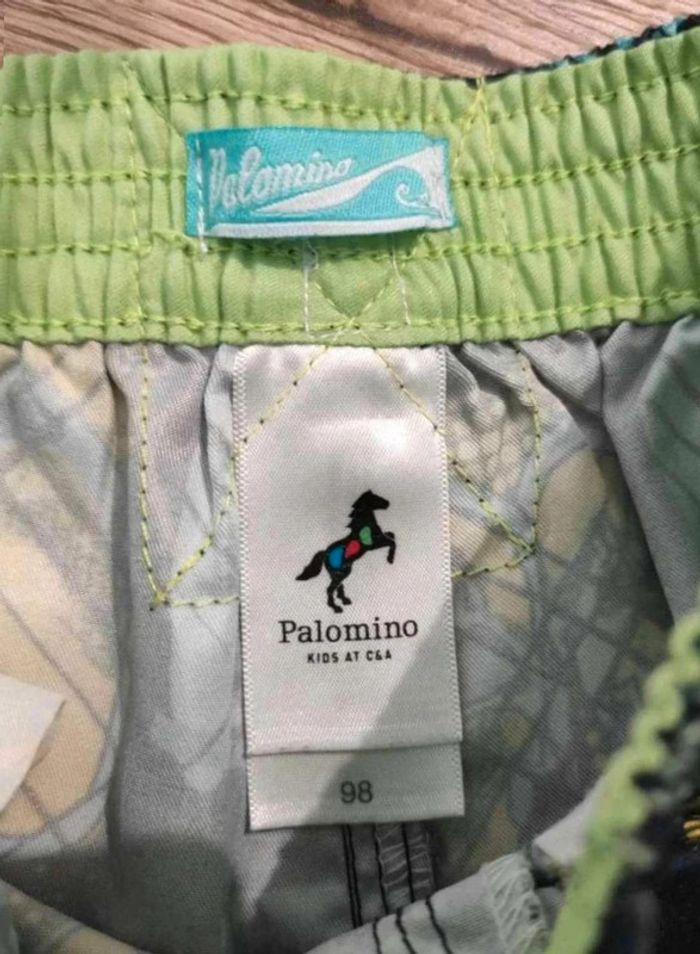 Palomino
Palomino
KIDS AT C&A
98